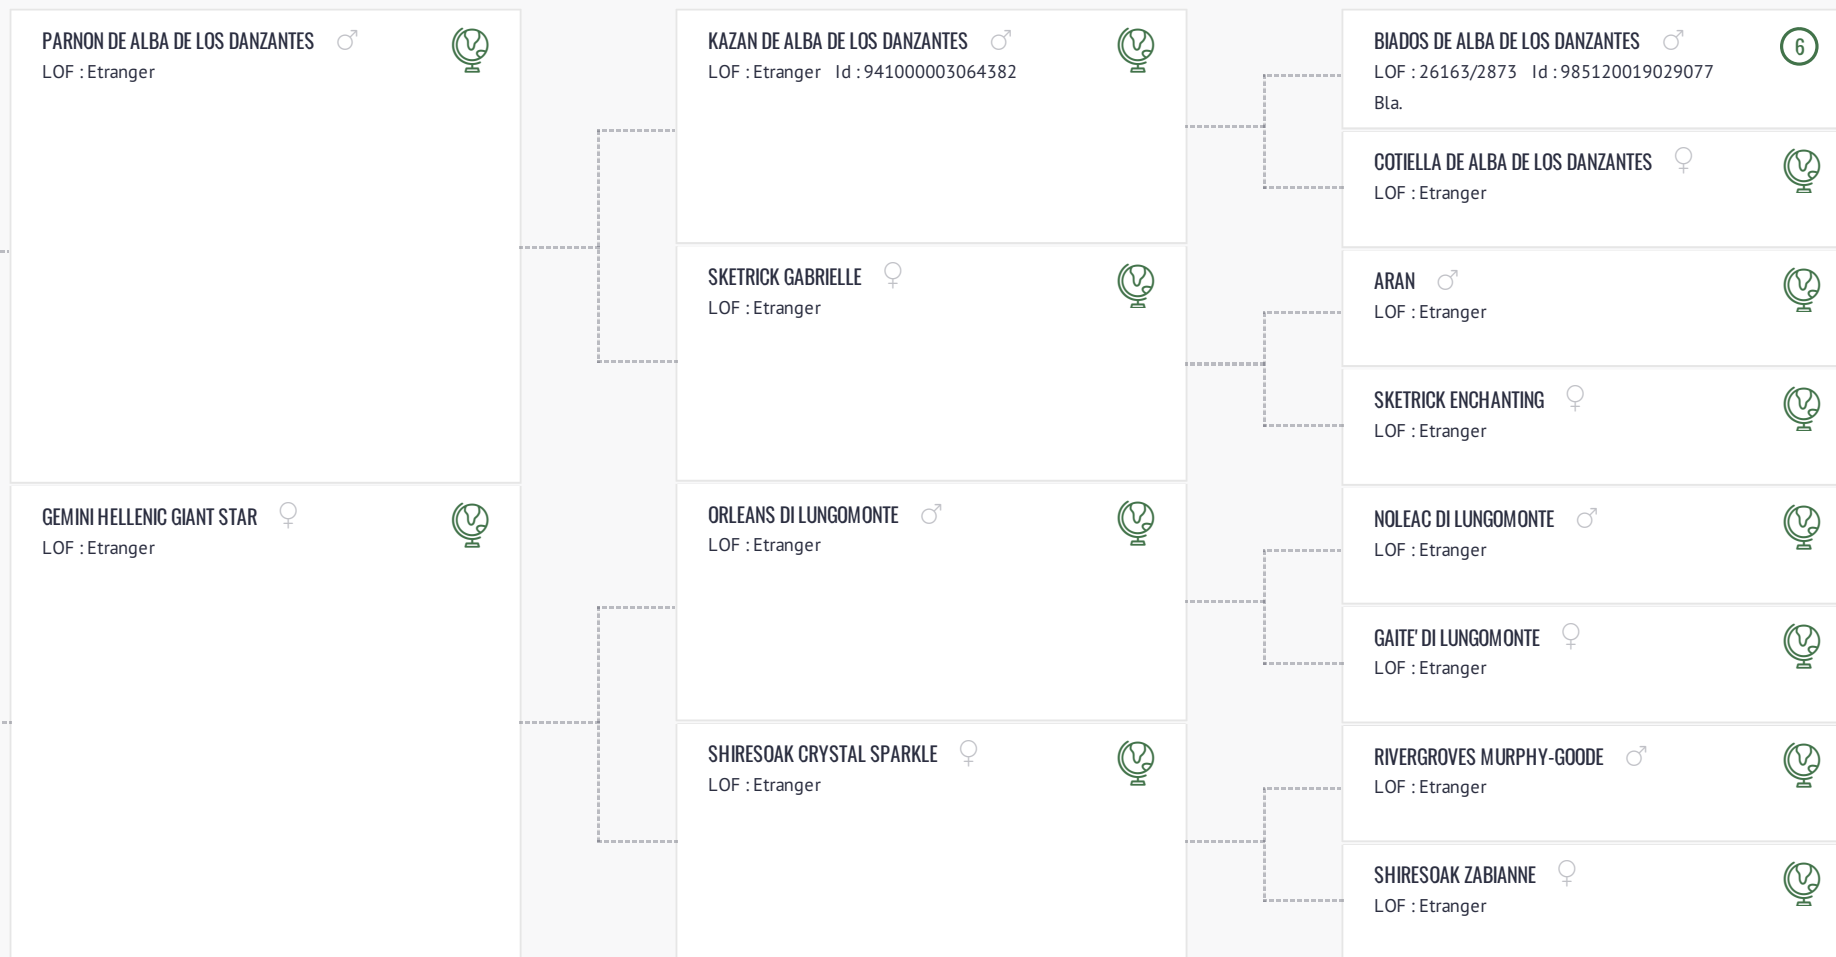 PARNON DE ALBA DE LOS DANZANTES
LOF : Etranger
GEMINI HELLENIC GIANT STAR
LOF : Etranger
KAZAN DE ALBA DE LOS DANZANTES
LOF : Etranger Id : 941000003064382
SKETRICK GABRIELLE
LOF : Etranger
ORLEANS DI LUNGOMONTE
LOF : Etranger
SHIRESOAK CRYSTAL SPARKLE
LOF : Etranger
BIADOS DE ALBA DE LOS DANZANTES
6
LOF : 26163/2873 Id : 985120019029077
Bla.
COTIELLA DE ALBA DE LOS DANZANTES
LOF : Etranger
ARAN
LOF : Etranger
SKETRICK ENCHANTING
LOF : Etranger
NOLEAC DI LUNGOMONTE
LOF : Etranger
GAITE' DI LUNGOMONTE
LOF : Etranger
RIVERGROVES MURPHY-GOODE
LOF : Etranger
SHIRESOAK ZABIANNE
LOF : Etranger